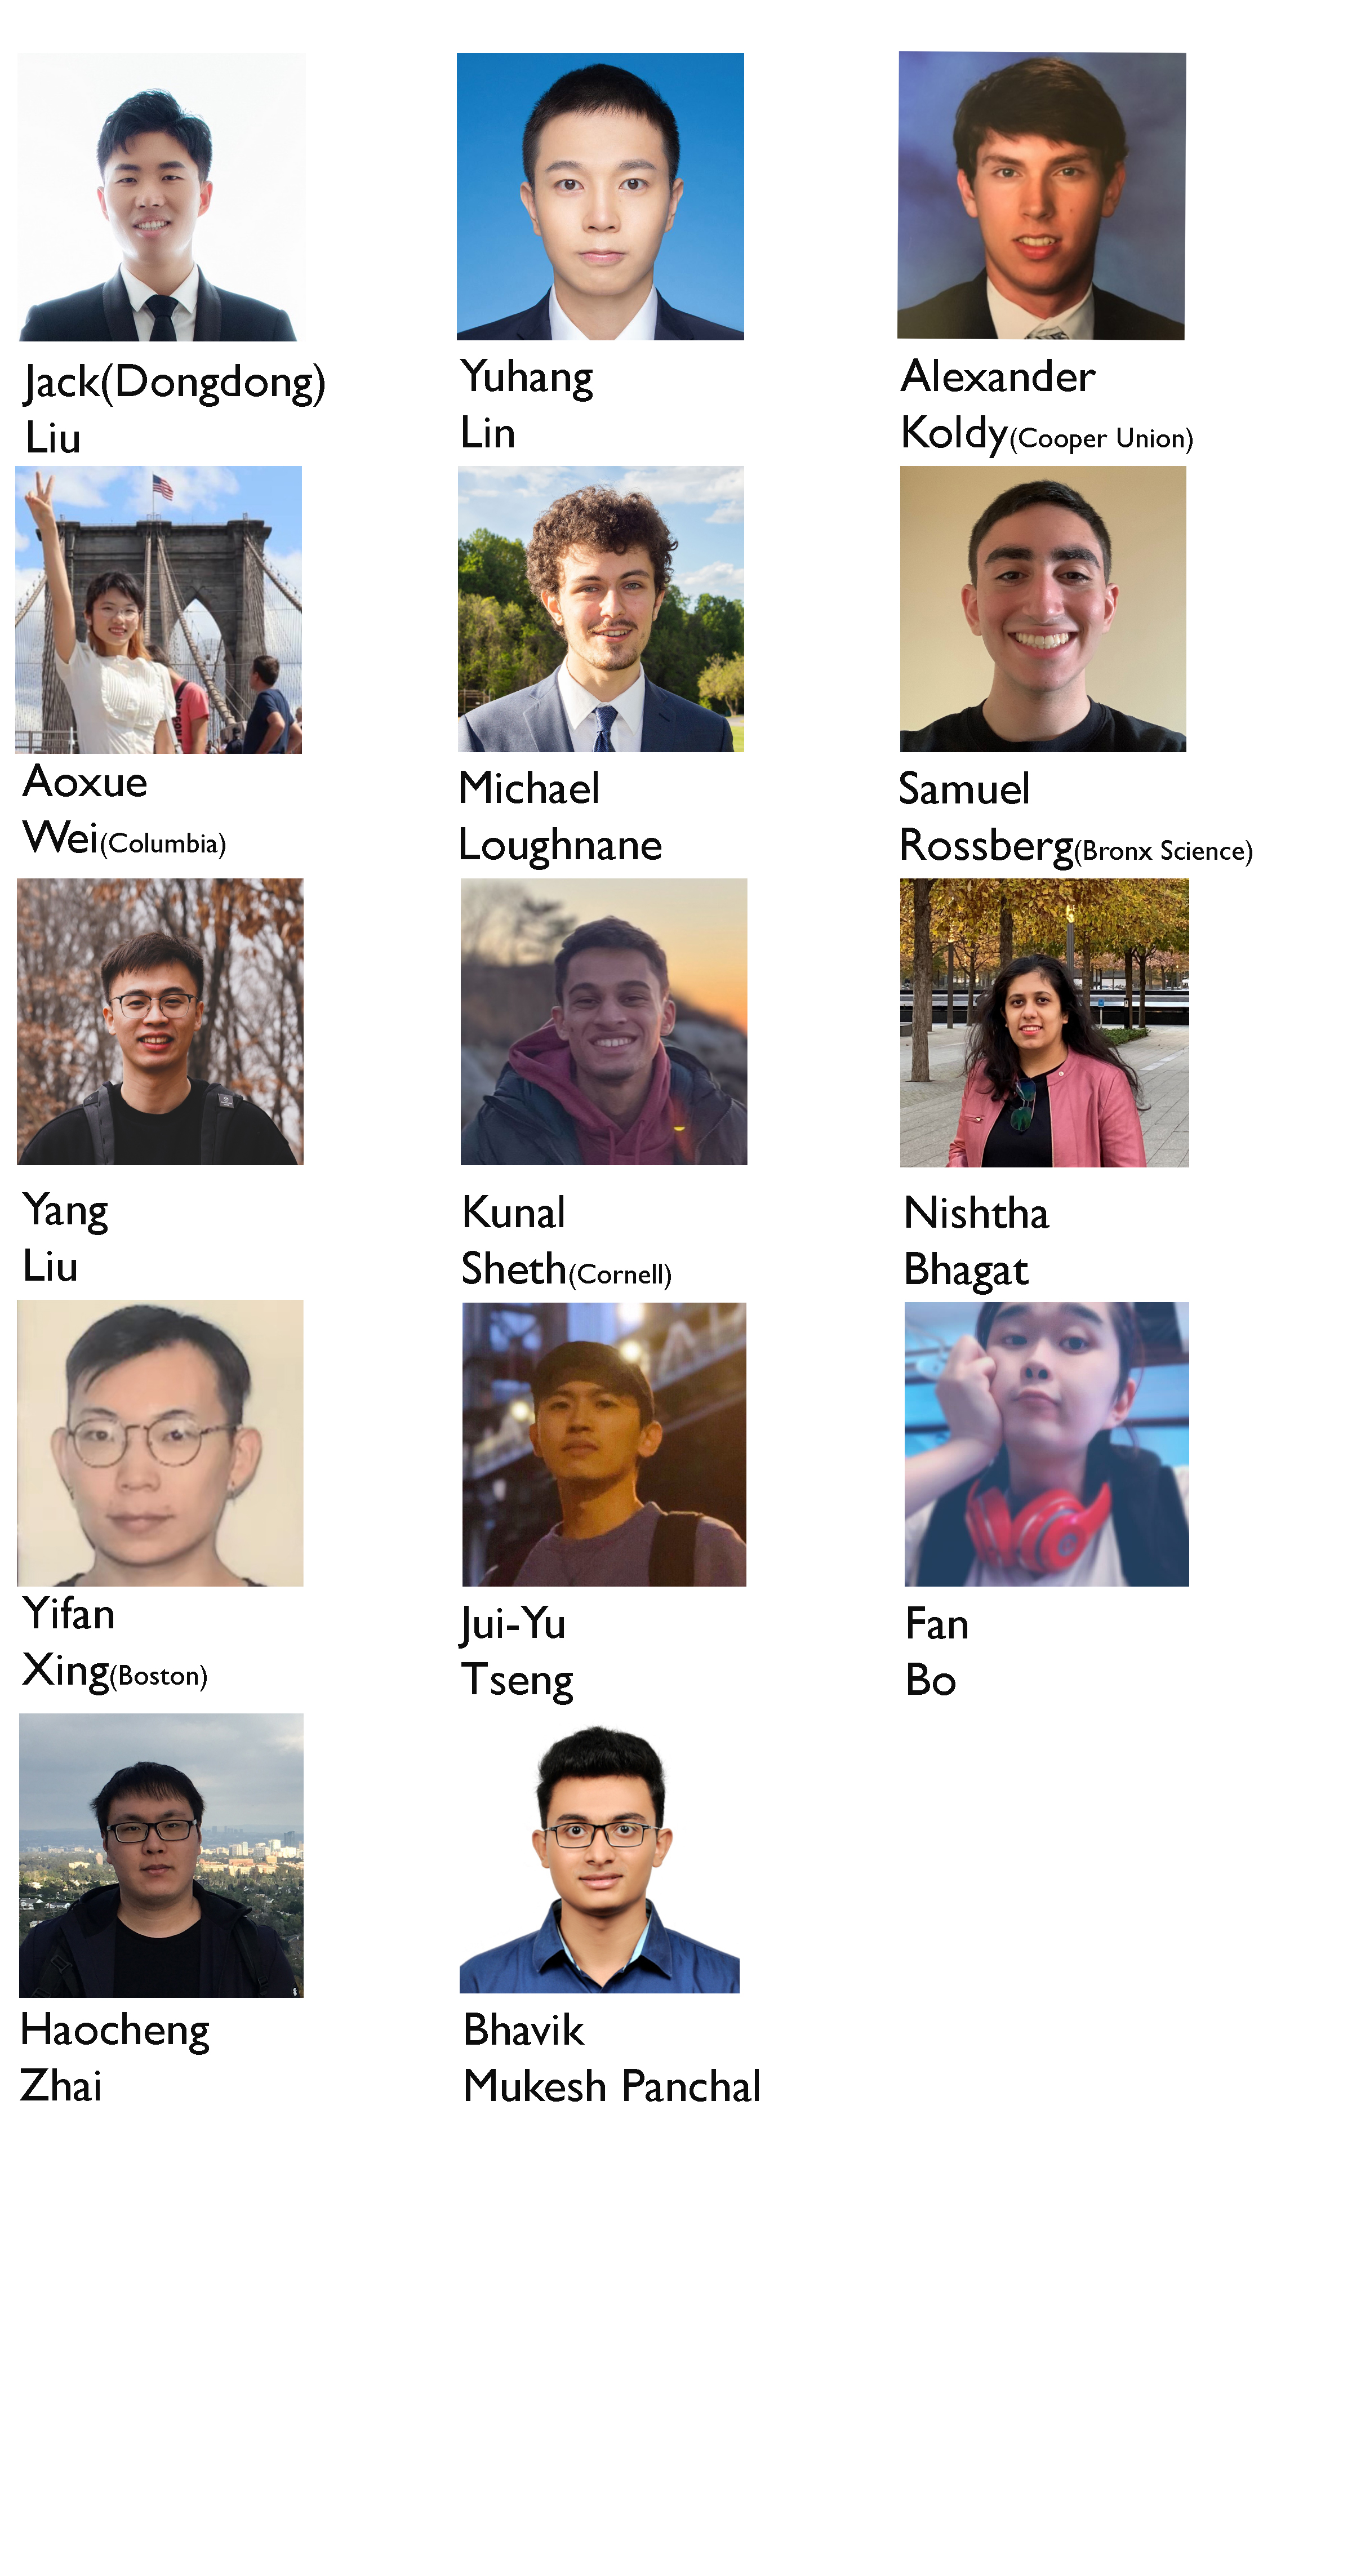 Jack(Dongdong)
Liu
Yuhang
Lin
Alexander
Koldy(Cooper Union)
Aoxue
Wei(Columbia)
Michael
Loughnane
Samuel
Rossberg(Bronx Science)
Yang
Liu
Kunal
Sheth(Cornell)
Nishtha
Bhagat
Yifan
Xing(Boston)
Jui-Yu
Tseng
Fan
Bo
Haocheng
Zhai
Bhavik
Mukesh Panchal